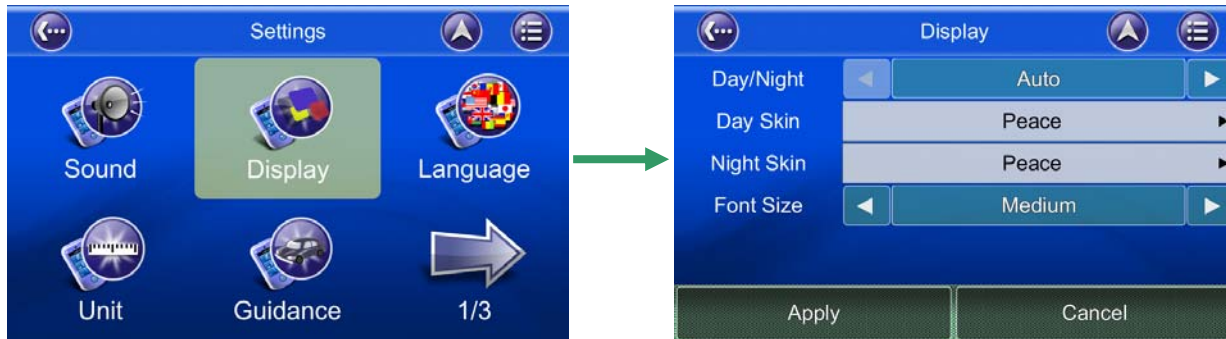 Settings
Sound Display Language
Unit Guidance 1/3
Display
Day/Night Auto
Day Skin Peace
Night Skin Peace
Font Size Medium
Apply Cancel